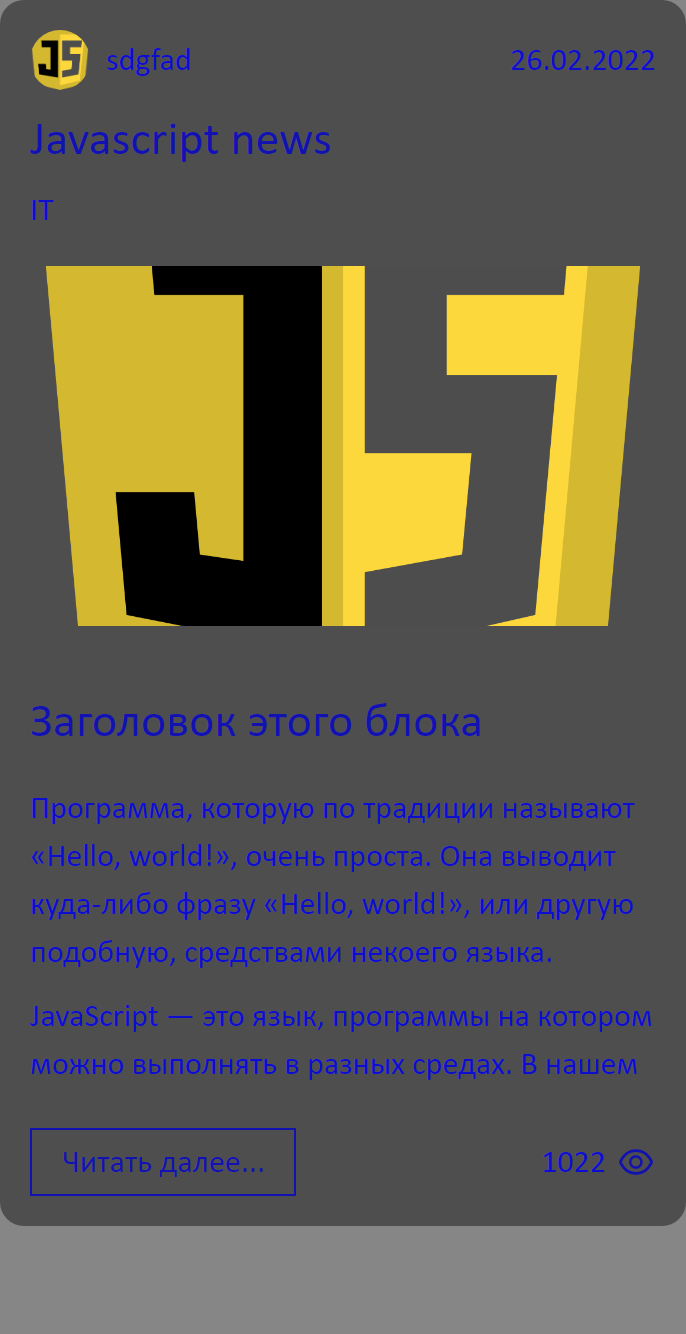 JS sdgfad 26.02.2022
Javascript news
IT
JS
Заголовок этого блока
Программа, которую по традиции называют
«Hello, world!», очень проста. Она выводит
куда-либо фразу «Hello, world!», или другую
подобную, средствами некоего языка.
JavaScript — это язык, программы на котором
можно выполнять в разных средах. В нашем
Читать далее... 1022